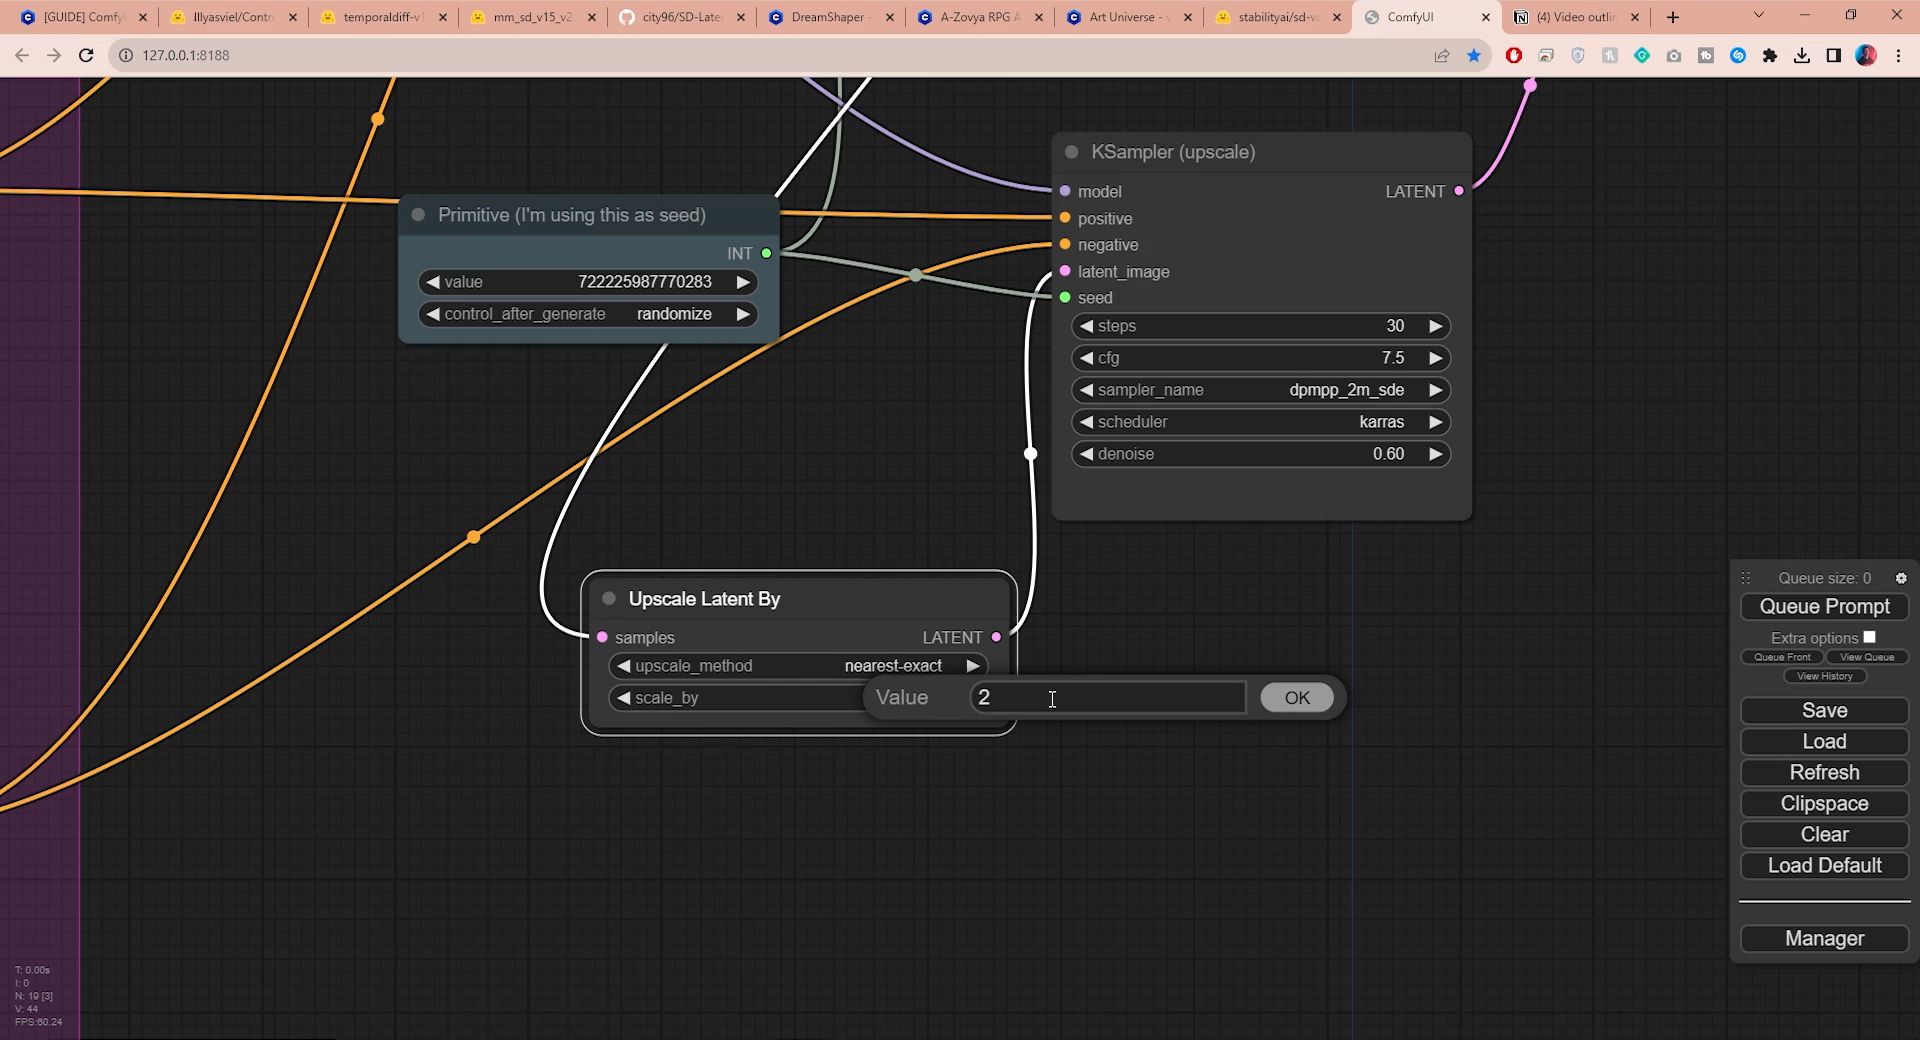 [GUIDE] Comfy
lllyasviel/Contro
temporaldiff-v1
mm_sd_v15_v2
city96/SD-Late
DreamShaper -
A-Zovya RPG A
Art Universe - v
stabilityai/sd-va
ComfyUI
(4) Video outlin
127.0.0.1:8188
KSampler (upscale)
model
LATENT
positive
negative
latent_image
seed
steps 30
cfg 7.5
sampler_name dpmpp_2m_sde
scheduler karras
denoise 0.60
Primitive (I'm using this as seed)
INT
value 722225987770283
control_after_generate randomize
Upscale Latent By
samples LATENT
upscale_method nearest-exact
scale_by
Value 2 OK
Queue size: 0
Queue Prompt
Extra options
Queue Front View Queue
View History
Save
Load
Refresh
Clipspace
Clear
Load Default
Manager
T: 0.00s
I: 0
N: 19 [3]
V: 44
FPS:60.24